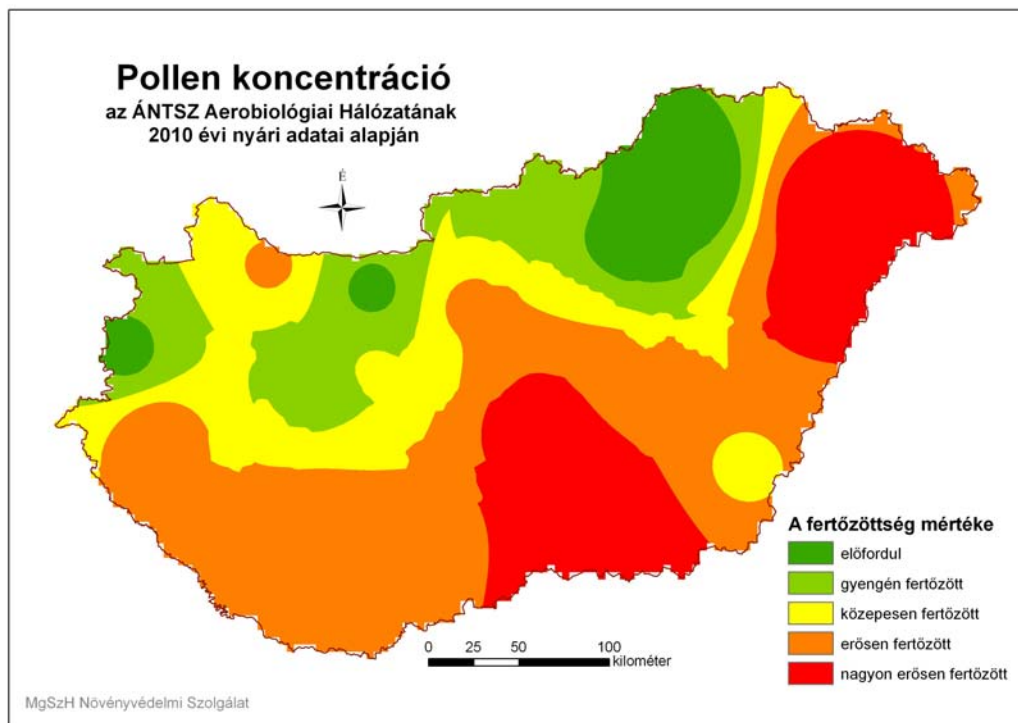 Pollen koncentráció
az ÁNTSZ Aerobiológiai Hálózatának
2010 évi nyári adatai alapján
É
A fertőzöttség mértéke
előfordul
gyengén fertőzött
közepesen fertőzött
erősen fertőzött
nagyon erősen fertőzött
0 25 50 100
kilométer
MgSzH Növényvédelmi Szolgálat